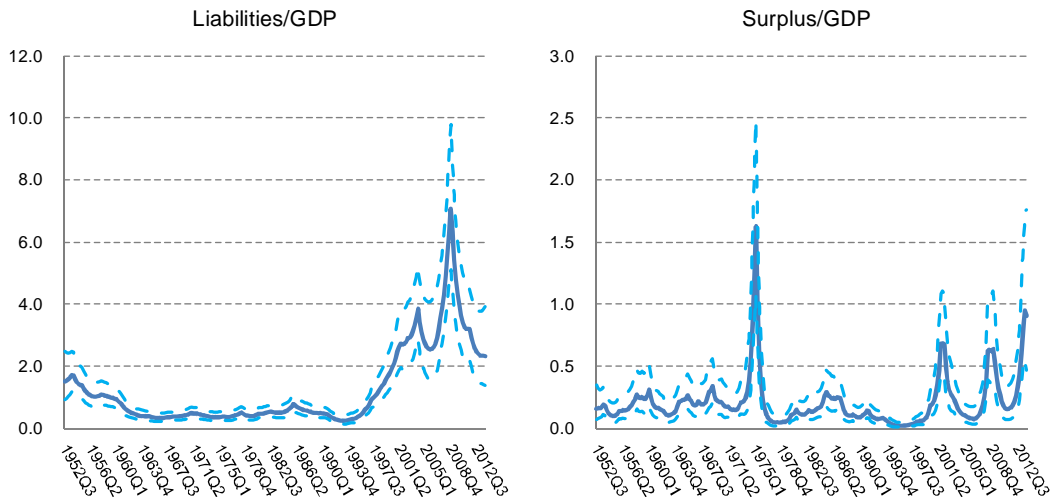 Liabilities/GDP
12.0
10.0
8.0
6.0
4.0
2.0
0.0
1952Q3
1956Q2
1960Q1
1963Q4
1967Q3
1971Q2
1975Q1
1978Q4
1982Q3
1986Q2
1990Q1
1993Q4
1997Q3
2001Q2
2005Q1
2008Q4
2012Q3
Surplus/GDP
3.0
2.5
2.0
1.5
1.0
0.5
0.0
1952Q3
1956Q2
1960Q1
1963Q4
1967Q3
1971Q2
1975Q1
1978Q4
1982Q3
1986Q2
1990Q1
1993Q4
1997Q3
2001Q2
2005Q1
2008Q4
2012Q3